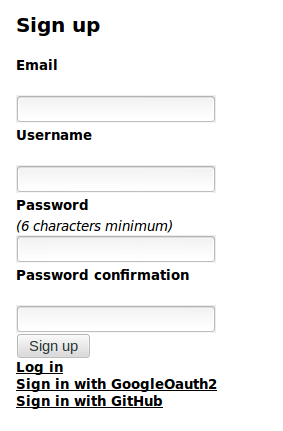 Sign up
Email
Username
Password
(6 characters minimum)
Password confirmation
Sign up
Log in
Sign in with GoogleOauth2
Sign in with GitHub